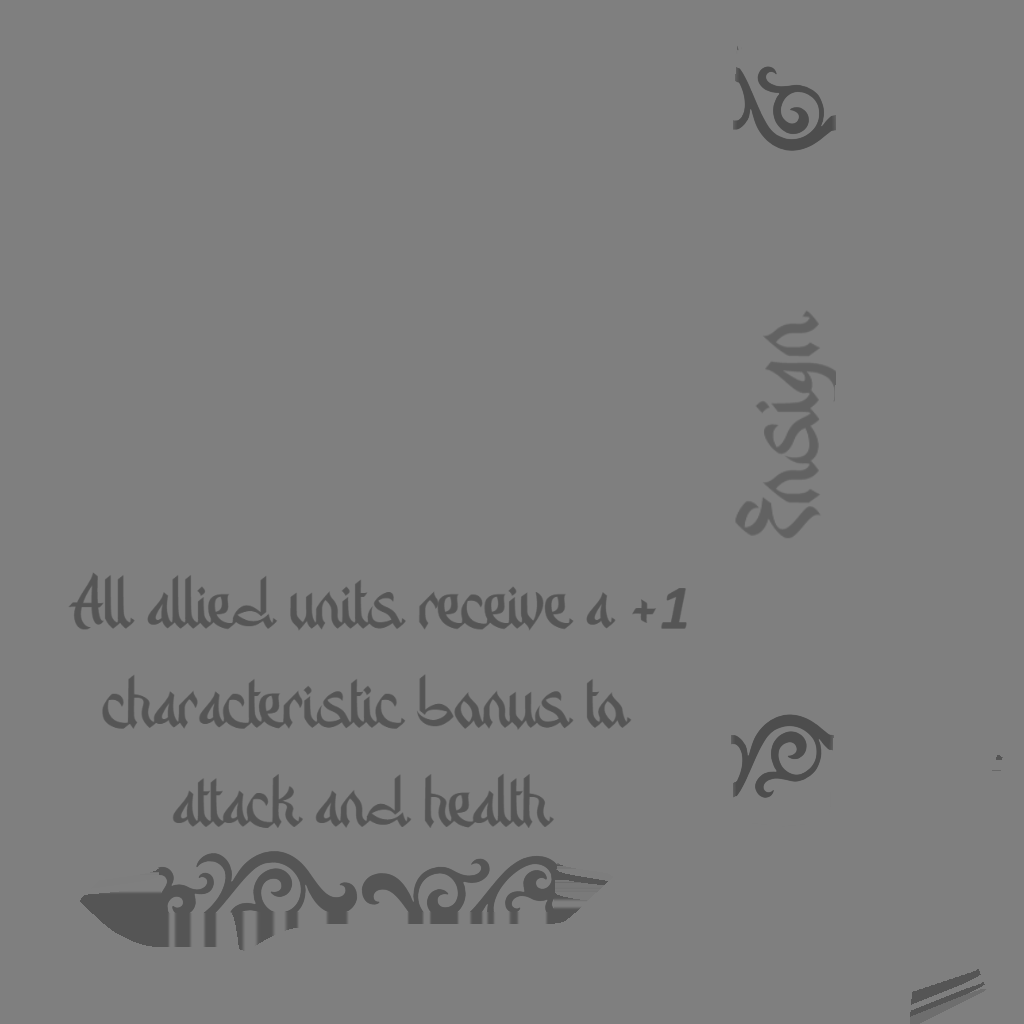 Ensign
All allied units receive a +1
characteristic bonus to
attack and health